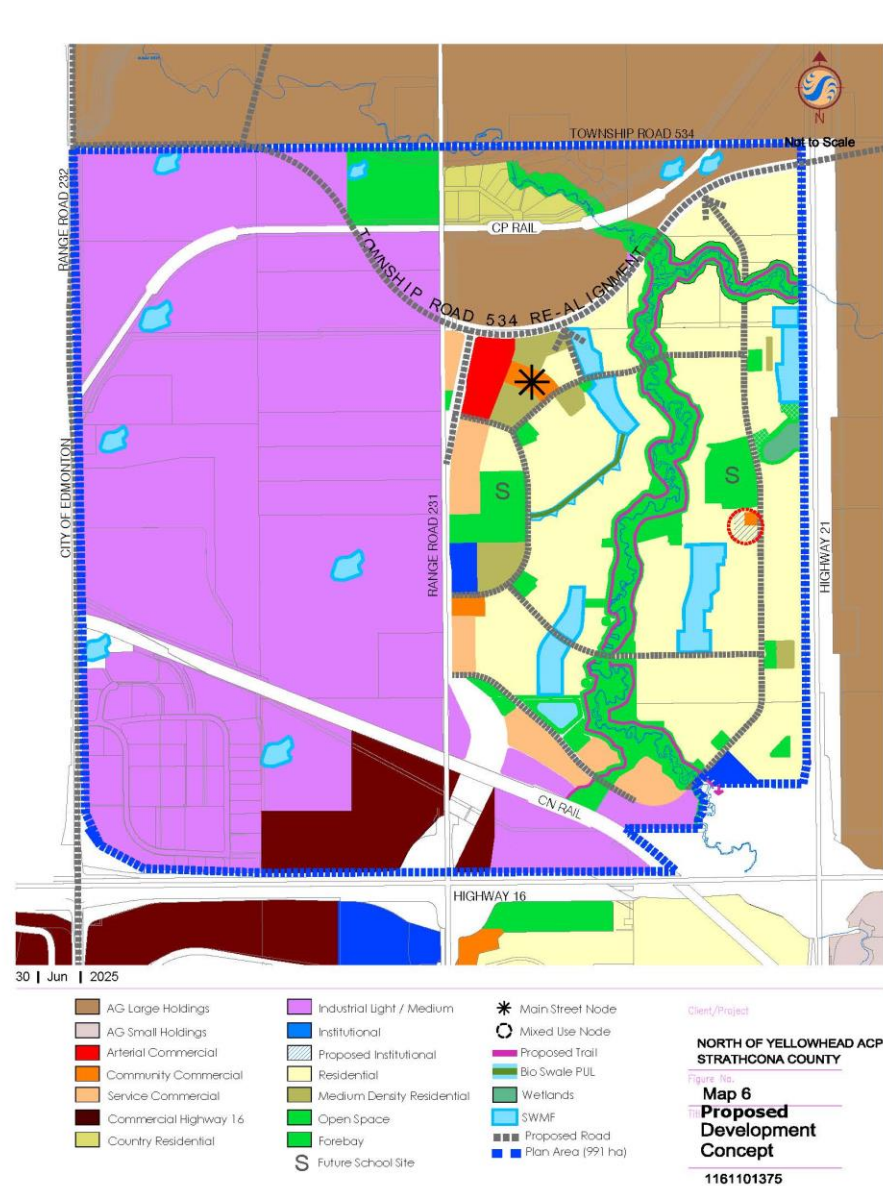 TOWNSHIP ROAD 534
N
Not to Scale
RANGE ROAD 232
CP RAIL
TOWNSHIP ROAD 534 RE-ALIGNMENT
S
S
CITY OF EDMONTON
RANGE ROAD 231
HIGHWAY 21
CN RAIL
HIGHWAY 16
30 | Jun | 2025
AG Large Holdings
AG Small Holdings
Arterial Commercial
Community Commercial
Service Commercial
Commercial Highway 16
Country Residential
Industrial Light / Medium
Institutional
Proposed Institutional
Residential
Medium Density Residential
Open Space
Forebay
S Future School Site
Main Street Node
Mixed Use Node
Proposed Trail
Bio Swale PUL
Wetlands
SWMF
Proposed Road
Plan Area (991 ha)
Client/Project
NORTH OF YELLOWHEAD ACP
STRATHCONA COUNTY
Figure No.
Map 6
Proposed
Development
Concept
1161101375